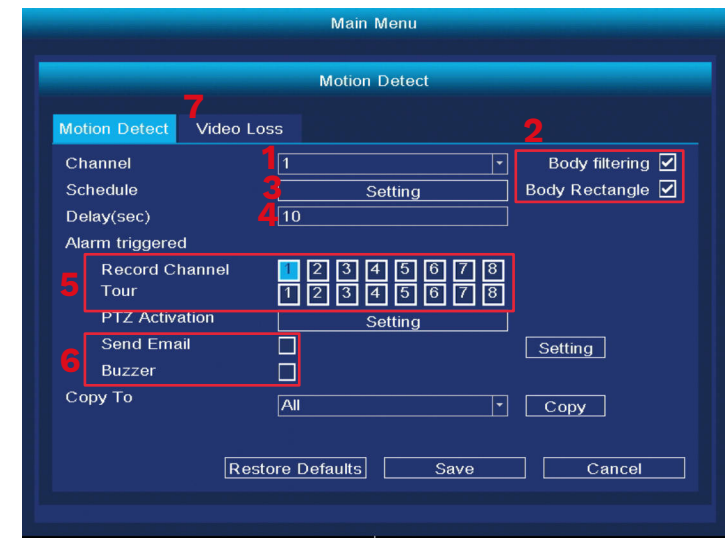 Main Menu
Motion Detect
7
Motion Detect Video Loss
2
Channel 1 1 Body filtering
Schedule 3 Setting Body Rectangle
Delay(sec) 4 10
Alarm triggered
5 Record Channel 1 2 3 4 5 6 7 8
Tour 1 2 3 4 5 6 7 8
PTZ Activation Setting
6 Send Email Setting
Buzzer
Copy To All Copy
Restore Defaults Save Cancel